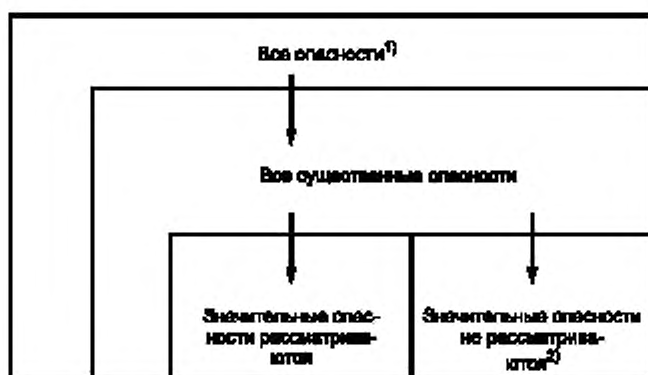 Все опасности1)
Все существенные опасности
Значительные опас-
ности рассматрива-
ются
Значительные опасности
не рассматрива-
ются2)